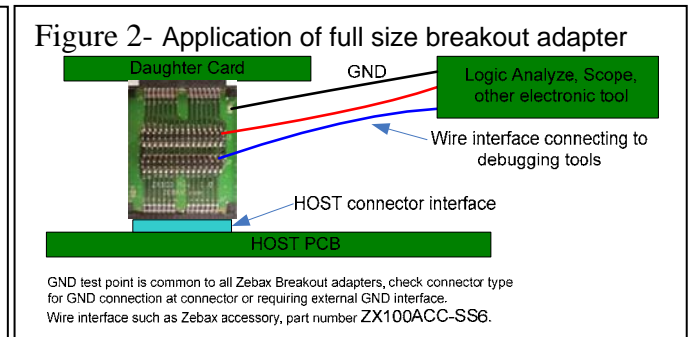 Figure 2- Application of full size breakout adapter
Daughter Card
GND
Logic Analyze, Scope,
other electronic tool
Wire interface connecting to
debugging tools
HOST connector interface
HOST PCB
GND test point is common to all Zebax Breakout adapters, check connector type
for GND connection at connector or requiring external GND interface.
Wire interface such as Zebax accessory, part number ZX100ACC-SS6.